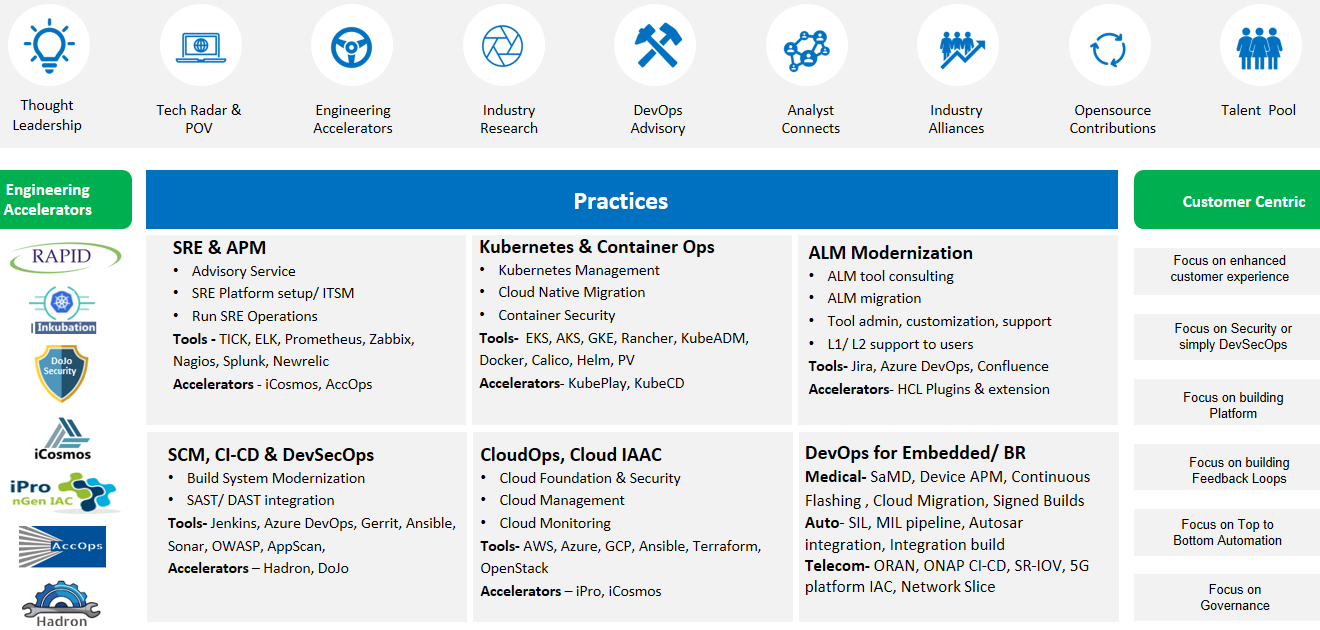 Thought
Leadership
Tech Radar &
POV
Engineering
Accelerators
Industry
Research
DevOps
Advisory
Analyst
Connects
Industry
Alliances
Opensource
Contributions
Talent Pool
Engineering
Accelerators
RAPID
Inkubation
DoJo
Security
iCosmos
iPro
nGen IAC
AccOps
Hadron
Practices
SRE & APM
• Advisory Service
• SRE Platform setup/ ITSM
• Run SRE Operations
Tools - TICK, ELK, Prometheus, Zabbix,
Nagios, Splunk, Newrelic
Accelerators - iCosmos, AccOps
Kubernetes & Container Ops
• Kubernetes Management
• Cloud Native Migration
• Container Security
Tools- EKS, AKS, GKE, Rancher, KubeADM,
Docker, Calico, Helm, PV
Accelerators- KubePlay, KubeCD
ALM Modernization
• ALM tool consulting
• ALM migration
• Tool admin, customization, support
• L1/ L2 support to users
Tools- Jira, Azure DevOps, Confluence
Accelerators- HCL Plugins & extension
SCM, CI-CD & DevSecOps
• Build System Modernization
• SAST/ DAST integration
Tools- Jenkins, Azure DevOps, Gerrit, Ansible,
Sonar, OWASP, AppScan,
Accelerators – Hadron, DoJo
CloudOps, Cloud IAAC
• Cloud Foundation & Security
• Cloud Management
• Cloud Monitoring
Tools- AWS, Azure, GCP, Ansible, Terraform,
OpenStack
Accelerators – iPro, iCosmos
DevOps for Embedded/ BR
Medical- SaMD, Device APM, Continuous
Flashing , Cloud Migration, Signed Builds
Auto- SIL, MIL pipeline, Autosar
integration, Integration build
Telecom- ORAN, ONAP CI-CD, SR-IOV, 5G
platform IAC, Network Slice
Customer Centric
Focus on enhanced
customer experience
Focus on Security or
simply DevSecOps
Focus on building
Platform
Focus on building
Feedback Loops
Focus on Top to
Bottom Automation
Focus on
Governance